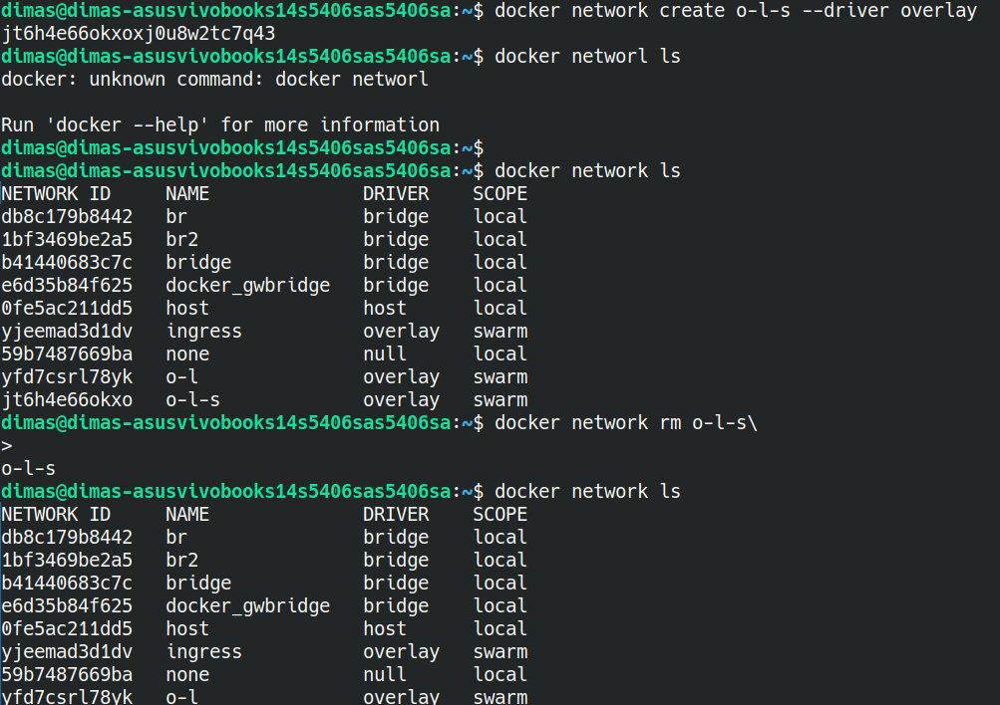 dimas@dimas-asusvivobooks14s5406sas5406sa:~$ docker network create o-l-s --driver overlay
jt6h4e66okxoxj0u8w2tc7q43
dimas@dimas-asusvivobooks14s5406sas5406sa:~$ docker networl ls
docker: unknown command: docker networl

Run 'docker --help' for more information
dimas@dimas-asusvivobooks14s5406sas5406sa:~$
dimas@dimas-asusvivobooks14s5406sas5406sa:~$ docker network ls
NETWORK ID     NAME              DRIVER    SCOPE
db8c179b8442   br                bridge    local
1bf3469be2a5   br2               bridge    local
b41440683c7c   bridge            bridge    local
e6d35b84f625   docker_gwbridge   bridge    local
0fe5ac211dd5   host              host      local
yjeemad3d1dv   ingress           overlay   swarm
59b7487669ba   none              null      local
yfd7csrl78yk   o-l               overlay   swarm
jt6h4e66okxo   o-l-s             overlay   swarm
dimas@dimas-asusvivobooks14s5406sas5406sa:~$ docker network rm o-l-s\
>
o-l-s
dimas@dimas-asusvivobooks14s5406sas5406sa:~$ docker network ls
NETWORK ID     NAME              DRIVER    SCOPE
db8c179b8442   br                bridge    local
1bf3469be2a5   br2               bridge    local
b41440683c7c   bridge            bridge    local
e6d35b84f625   docker_gwbridge   bridge    local
0fe5ac211dd5   host              host      local
yjeemad3d1dv   ingress           overlay   swarm
59b7487669ba   none              null      local
yfd7csrl78yk   o-l               overlay   swarm